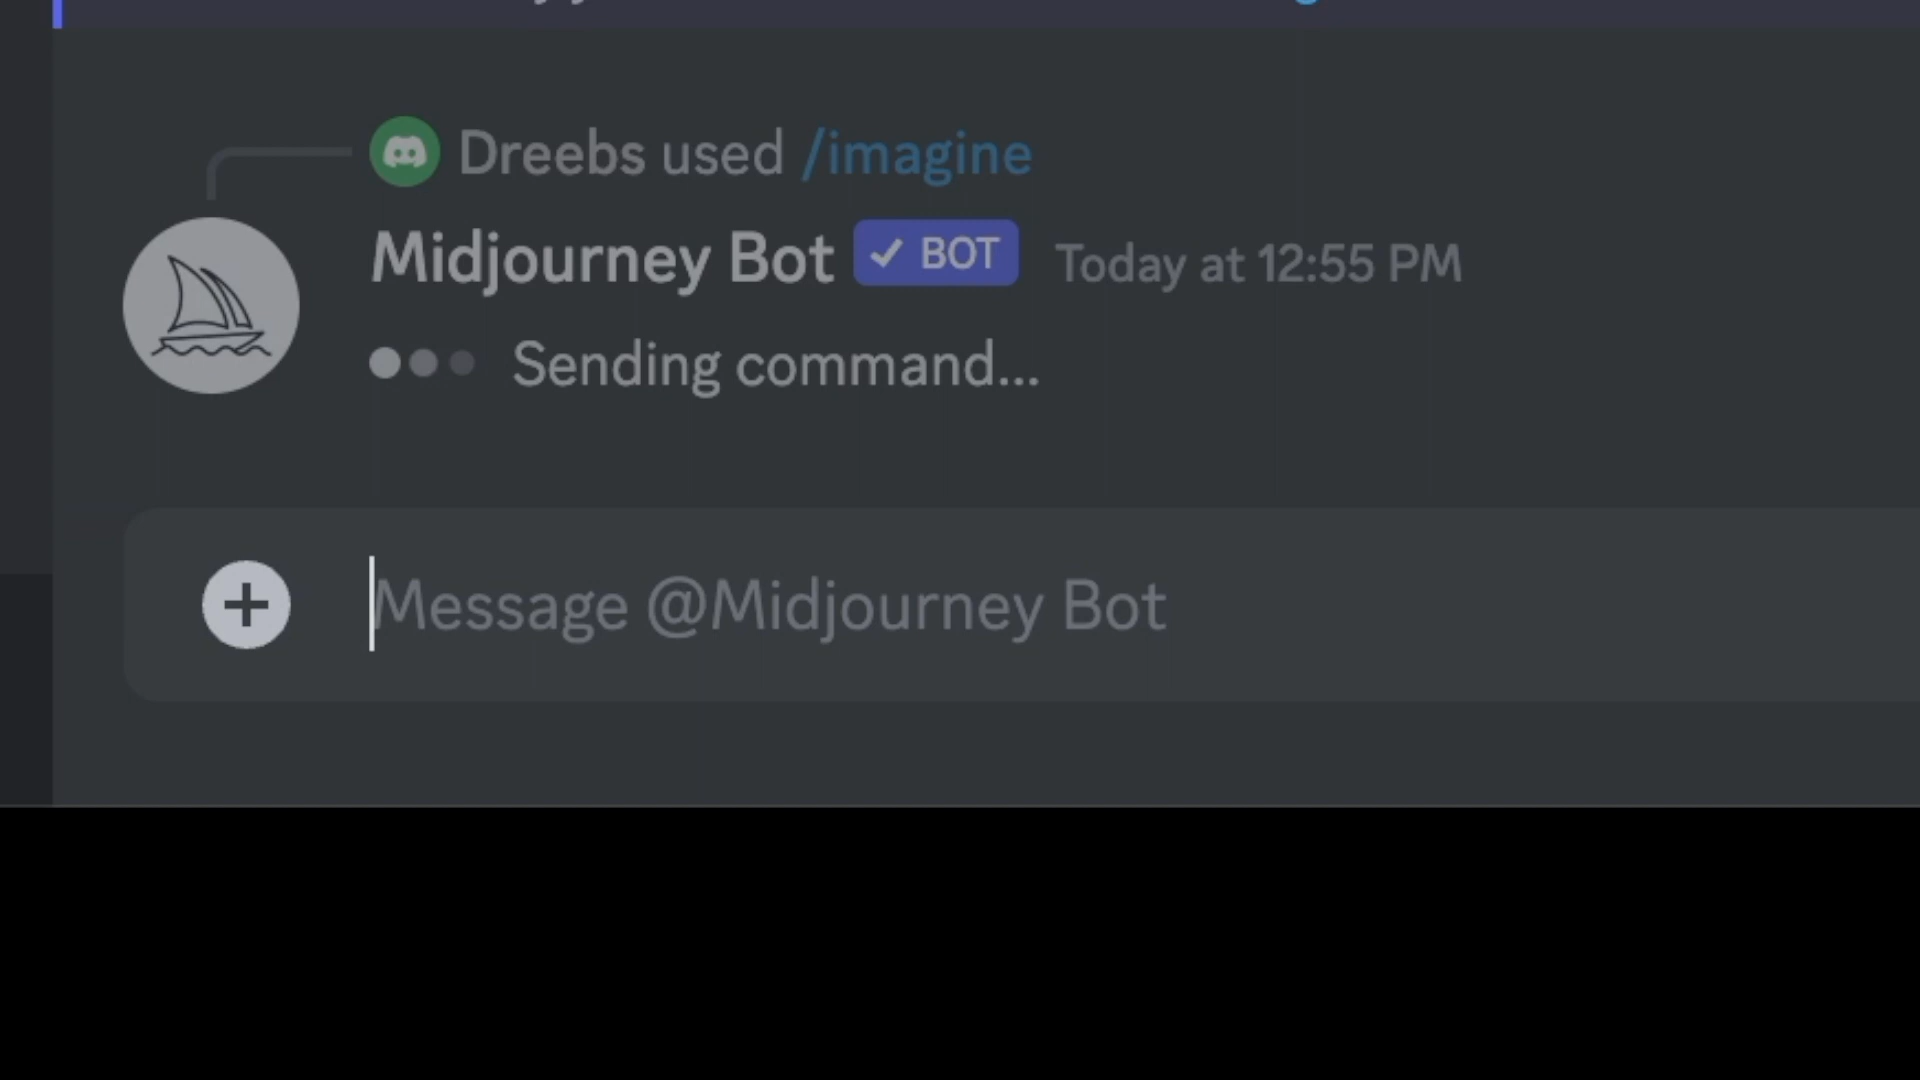 Dreebs used /imagine
Midjourney Bot ✓ BOT Today at 12:55 PM
Sending command...
Message @Midjourney Bot